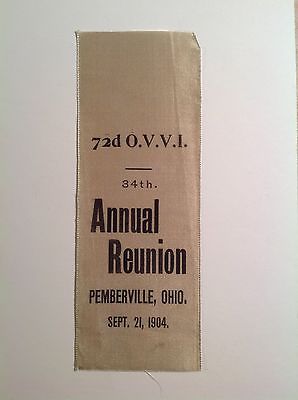 72d O.V.V.I.
34th.
Annual
Reunion
PEMBERVILLE, OHIO.
SEPT. 21, 1904.